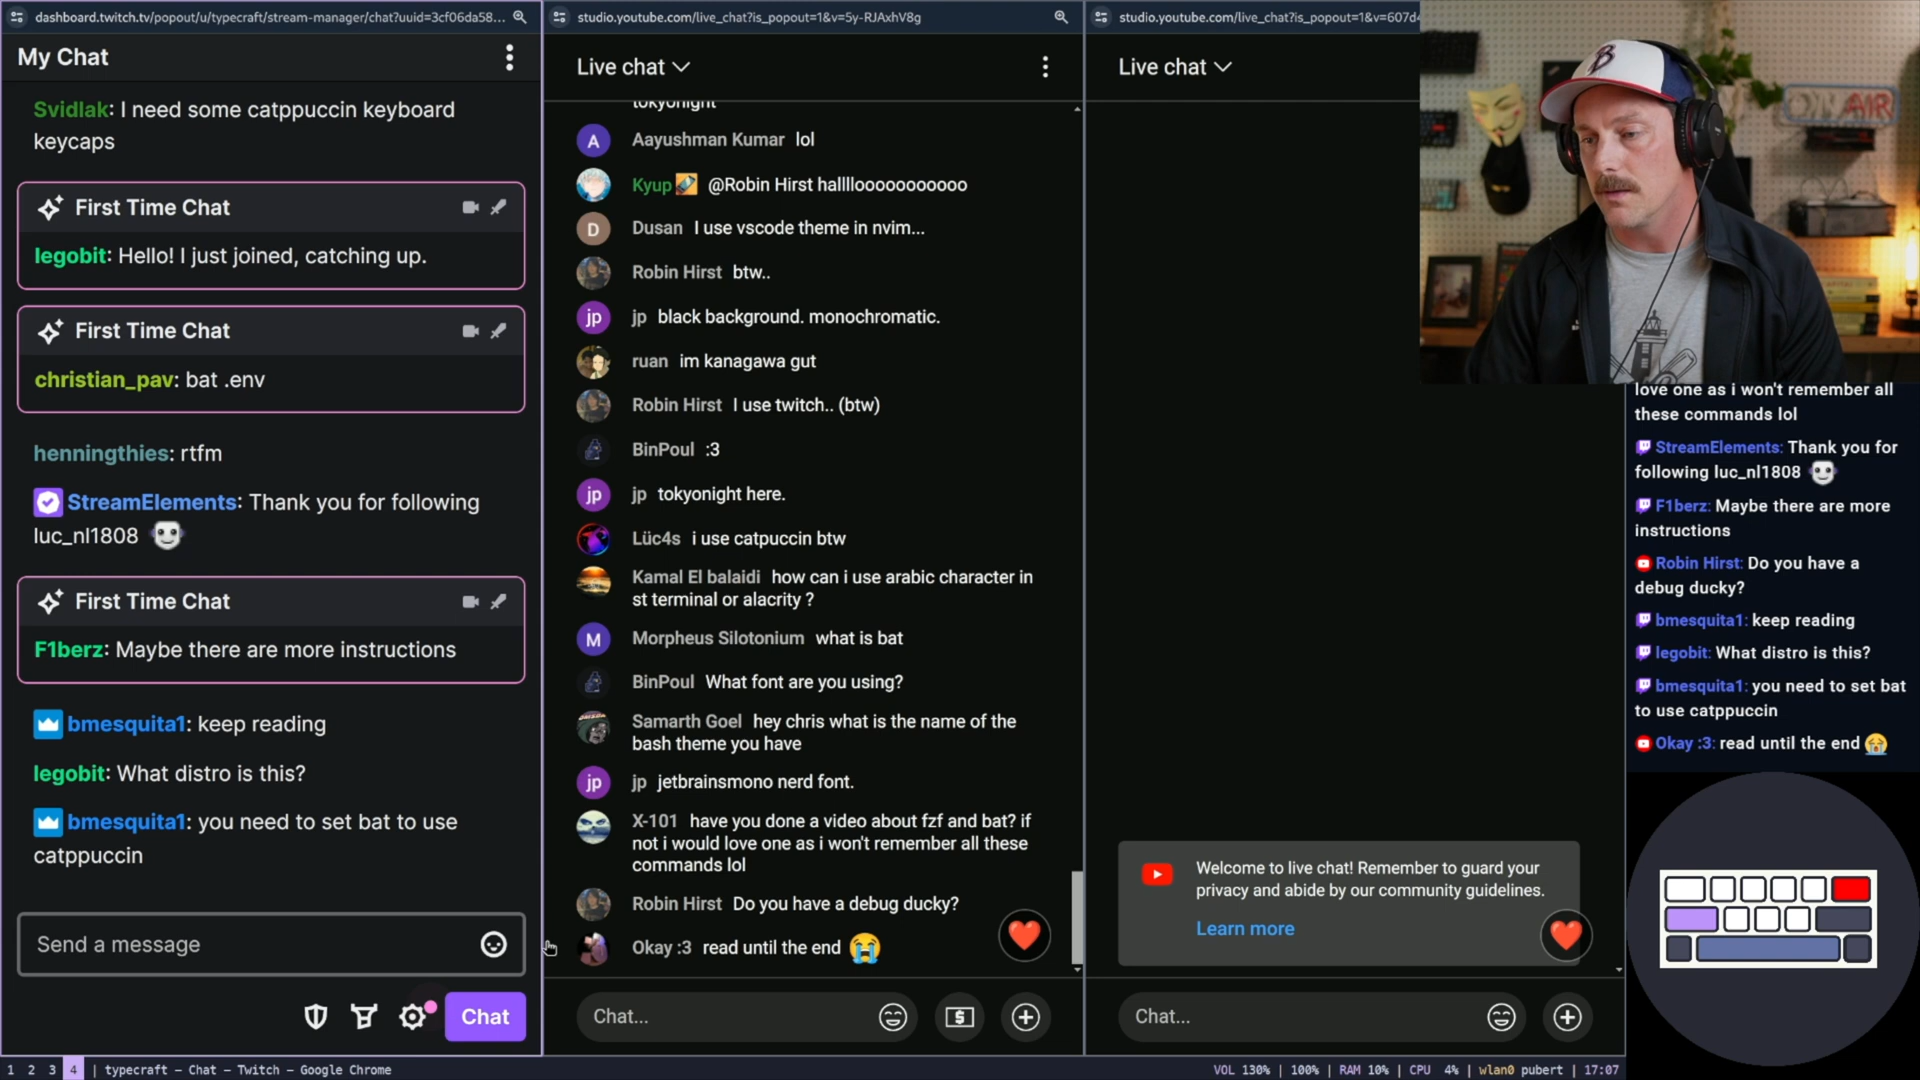 dashboard.twitch.tv/popout/u/typecraft/stream-manager/chat?uuid=3cf06da58...
My Chat
Svidlak: I need some catppuccin keyboard
keycaps
First Time Chat
legobit: Hello! I just joined, catching up.
First Time Chat
christian_pav: bat .env
henningthies: rtfm
StreamElements: Thank you for following
luc_nl1808
First Time Chat
F1berz: Maybe there are more instructions
bmesquita1: keep reading
legobit: What distro is this?
bmesquita1: you need to set bat to use
catppuccin
Send a message
Chat
studio.youtube.com/live_chat?is_popout=1&v=5y-RJAxhV8g
Live chat
tokyonight
A Aayushman Kumar lol
Kyup @Robin Hirst halllloooooooooo
D Dusan I use vscode theme in nvim...
Robin Hirst btw..
jp jp black background. monochromatic.
ruan im kanagawa gut
Robin Hirst I use twitch.. (btw)
BinPoul :3
jp jp tokyonight here.
Lüc4s i use catpuccin btw
Kamal El balaidi how can i use arabic character in
st terminal or alacrity ?
M Morpheus Silotonium what is bat
BinPoul What font are you using?
Samarth Goel hey chris what is the name of the
bash theme you have
jp jp jetbrainsmono nerd font.
X-101 have you done a video about fzf and bat? if
not i would love one as i won't remember all these
commands lol
Robin Hirst Do you have a debug ducky?
Okay :3 read until the end
Chat...
studio.youtube.com/live_chat?is_popout=1&v=607d4
Live chat
Welcome to live chat! Remember to guard your
privacy and abide by our community guidelines.
Learn more
Chat...
ON AIR
B
love one as i won't remember all
these commands lol
StreamElements: Thank you for
following luc_nl1808
F1berz: Maybe there are more
instructions
Robin Hirst: Do you have a
debug ducky?
bmesquita1: keep reading
legobit: What distro is this?
bmesquita1: you need to set bat
to use catppuccin
Okay :3: read until the end
1 2 3 4 | typecraft – Chat – Twitch – Google Chrome
VOL 130% | 100% | RAM 10% | CPU 4% | wlan0 pubert | 17:07